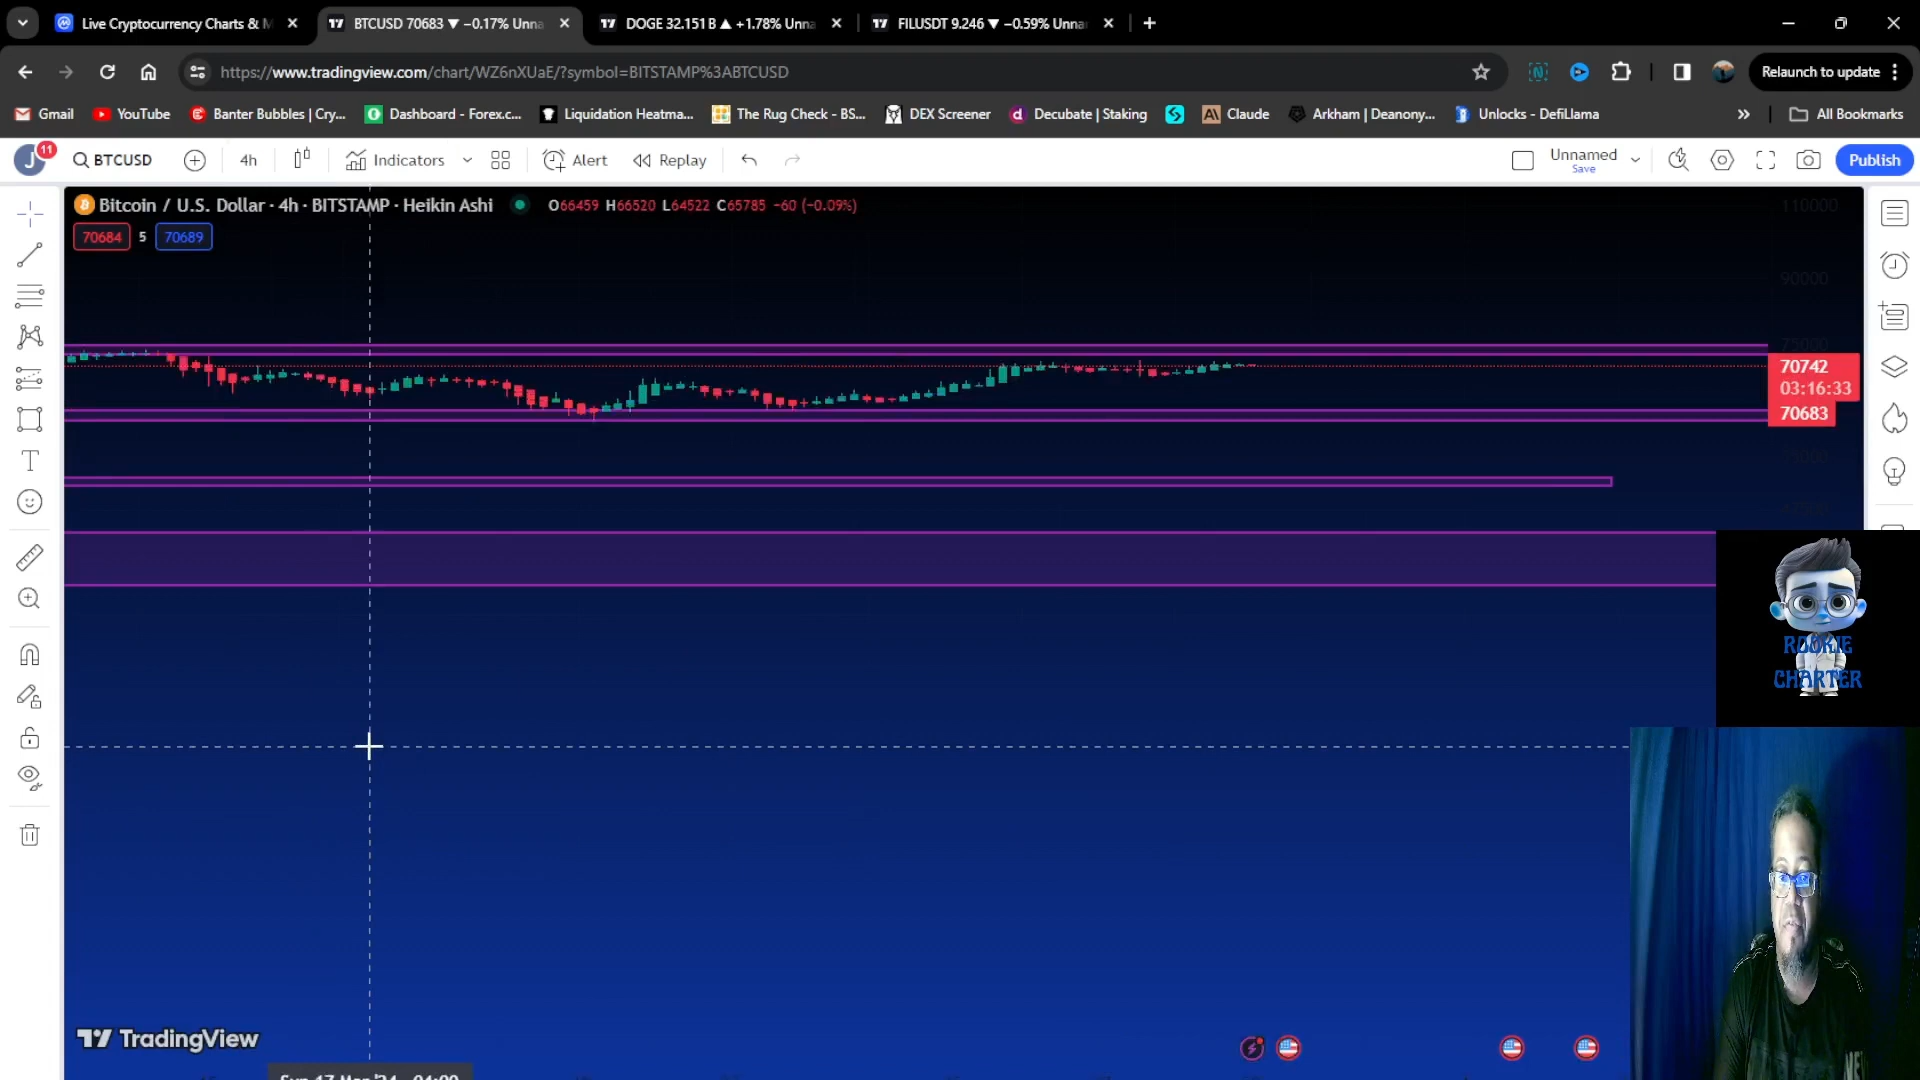 Live Cryptocurrency Charts & M
BTCUSD 70683 ▼ −0.17% Unna
DOGE 32.151 B ▲ +1.78% Unna
FILUSDT 9.246 ▼ −0.59% Unna
https://www.tradingview.com/chart/WZ6nXUaE/?symbol=BITSTAMP%3ABTCUSD
Relaunch to update
Gmail
YouTube
Banter Bubbles | Cry...
Dashboard - Forex.c...
Liquidation Heatma...
The Rug Check - BS...
DEX Screener
Decubate | Staking
Claude
Arkham | Deanony...
Unlocks - DefiLlama
All Bookmarks
J
11
BTCUSD
4h
Indicators
Alert
Replay
Unnamed
Save
Publish
Bitcoin / U.S. Dollar · 4h · BITSTAMP · Heikin Ashi
O66459 H66520 L64522 C65785 −60 (−0.09%)
70684
5
70689
110000
90000
75000
70742
03:16:33
70683
ROOKIE
CHARTER
TradingView